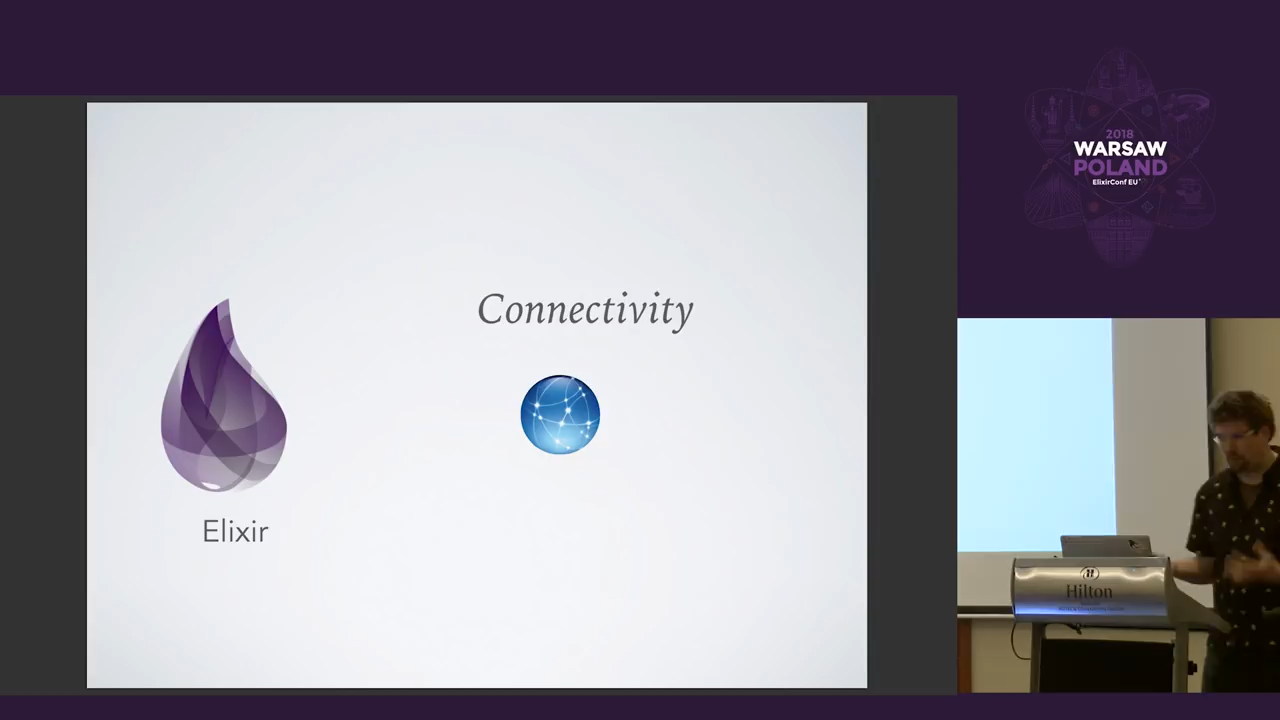 Connectivity
Elixir
2018
WARSAW
POLAND
ElixirConf EU
Hilton